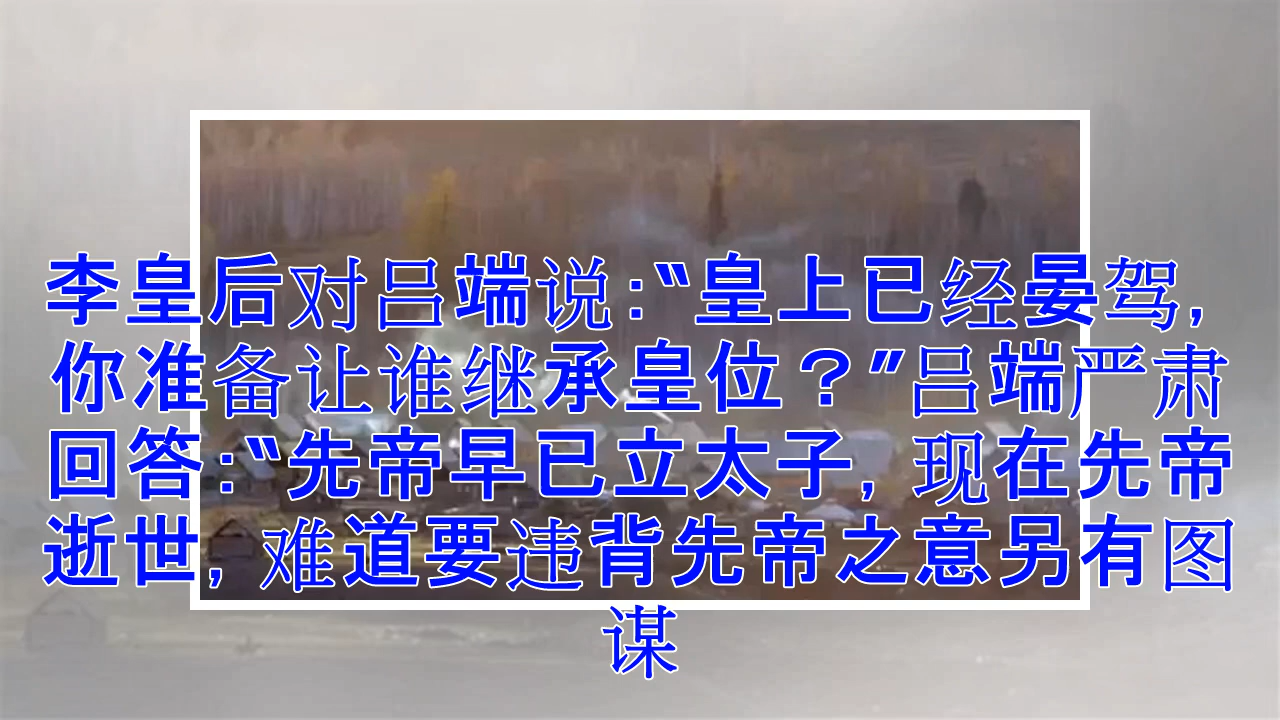 李皇后对吕端说:“皇上已经晏驾,
你准备让谁继承皇位？”吕端严肃
回答:“先帝早已立太子,现在先帝
逝世,难道要违背先帝之意另有图
谋